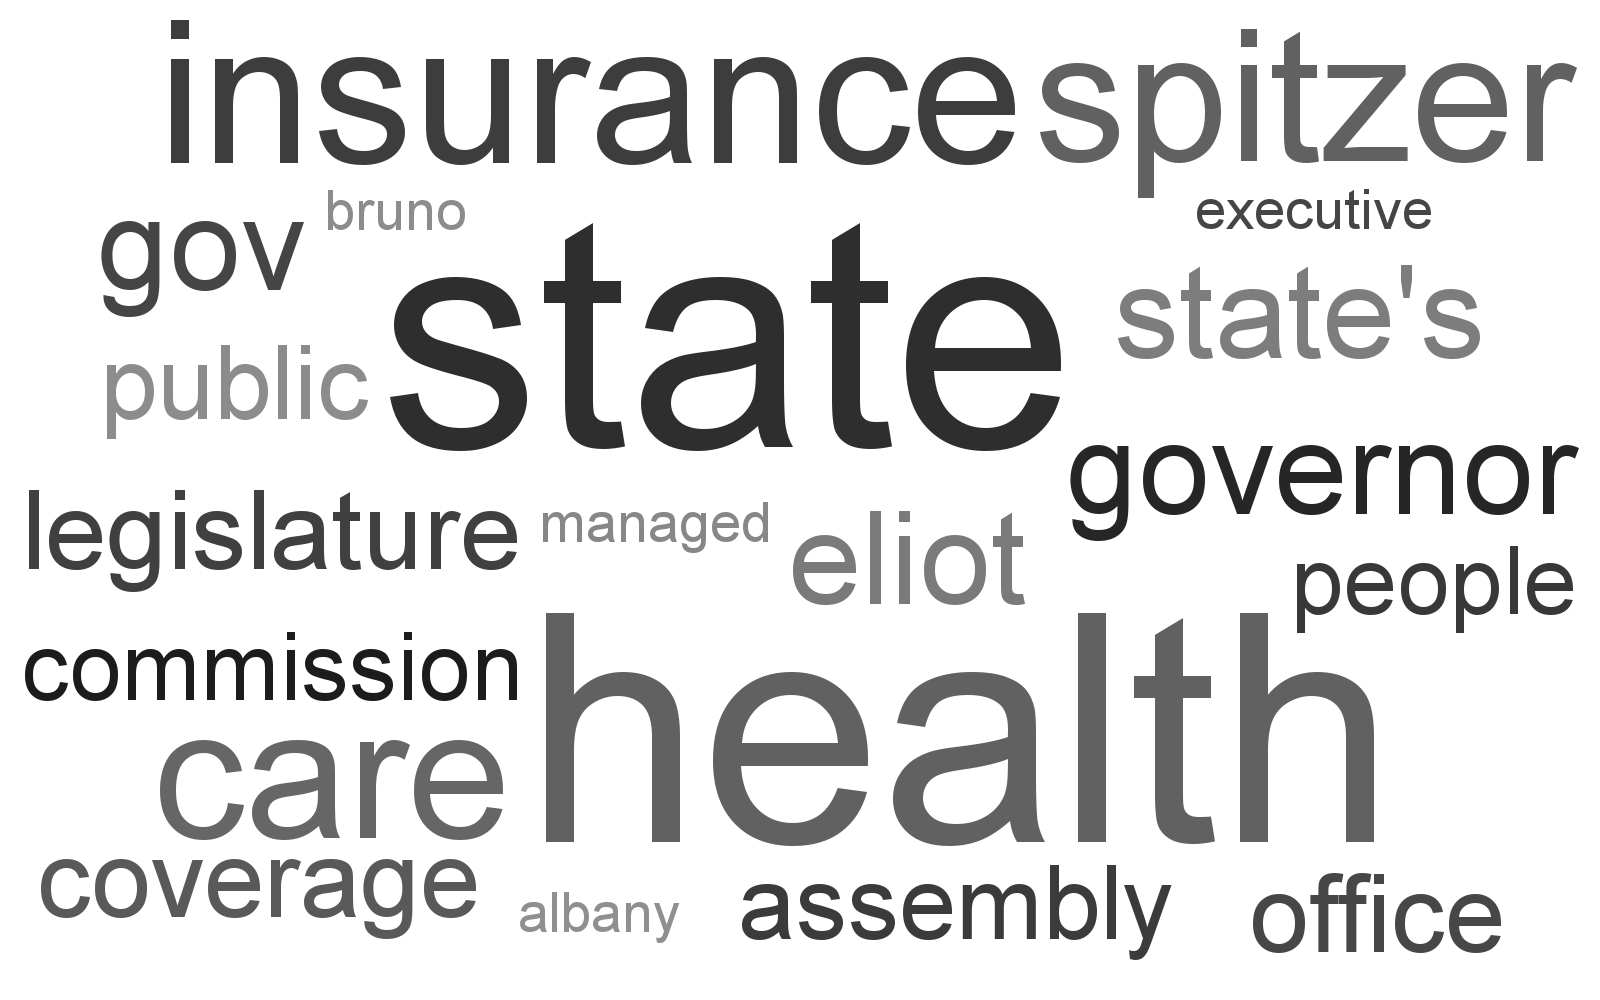 insurance spitzer
gov bruno executive
state state's
public
governor
legislature managed eliot
people
commission health
care
coverage albany assembly office